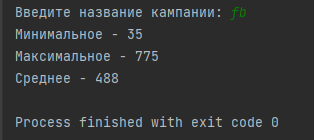 Введите название кампании: fb
Минимальное - 35
Максимальное - 775
Среднее - 488
Process finished with exit code 0